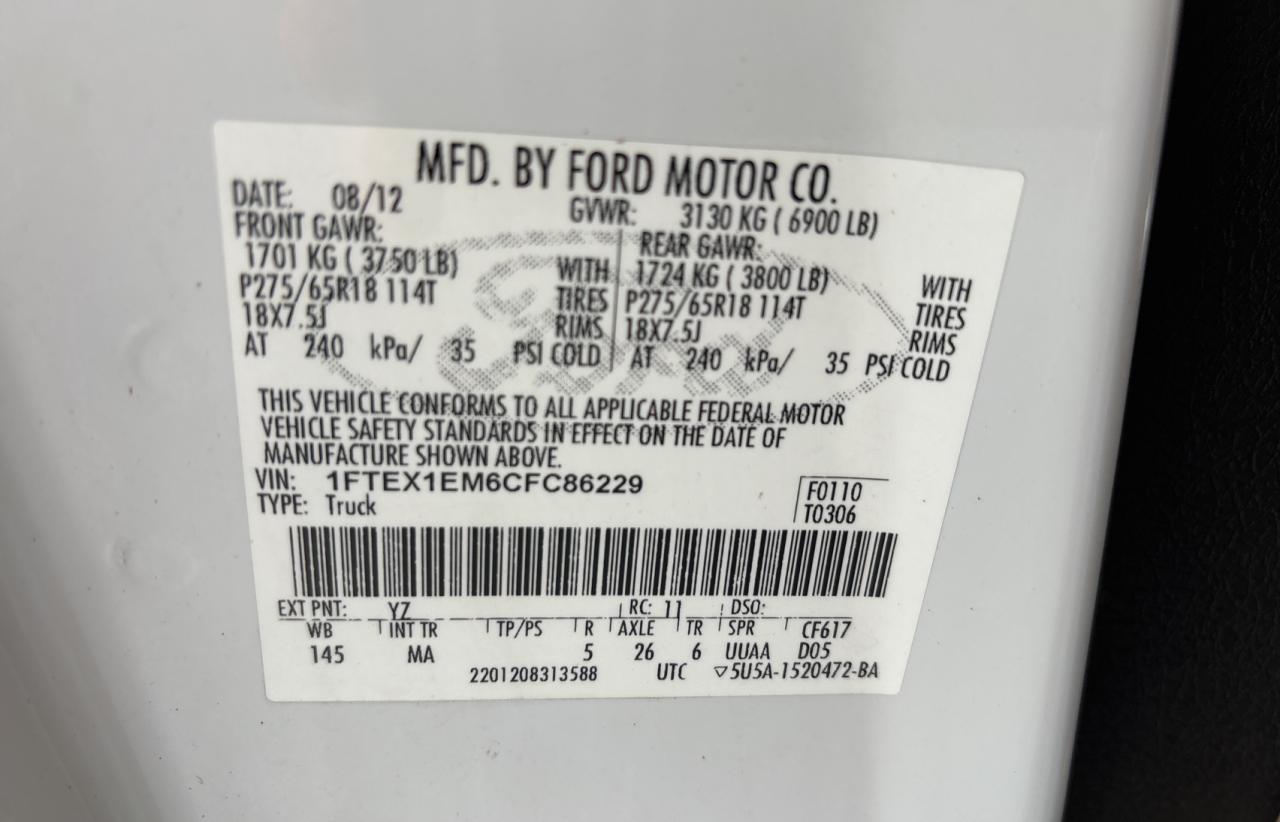 MFD. BY FORD MOTOR CO.
DATE: 08/12 GVWR: 3130 KG ( 6900 LB)
FRONT GAWR: REAR GAWR:
1701 KG ( 3750 LB) WITH 1724 KG ( 3800 LB) WITH
P275/65R18 114T TIRES P275/65R18 114T TIRES
18X7.5J RIMS 18X7.5J RIMS
AT 240 kPa/ 35 PSI COLD AT 240 kPa/ 35 PSI COLD
Ford
THIS VEHICLE CONFORMS TO ALL APPLICABLE FEDERAL MOTOR
VEHICLE SAFETY STANDARDS IN EFFECT ON THE DATE OF
MANUFACTURE SHOWN ABOVE.
VIN: 1FTEX1EM6CFC86229 F0110
TYPE: Truck T0306
EXT PNT: YZ RC: 11 DSO:
WB INT TR TP/PS R AXLE TR SPR CF617
145 MA 5 26 6 UUAA D05
2201208313588 UTC ▽5U5A-1520472-BA